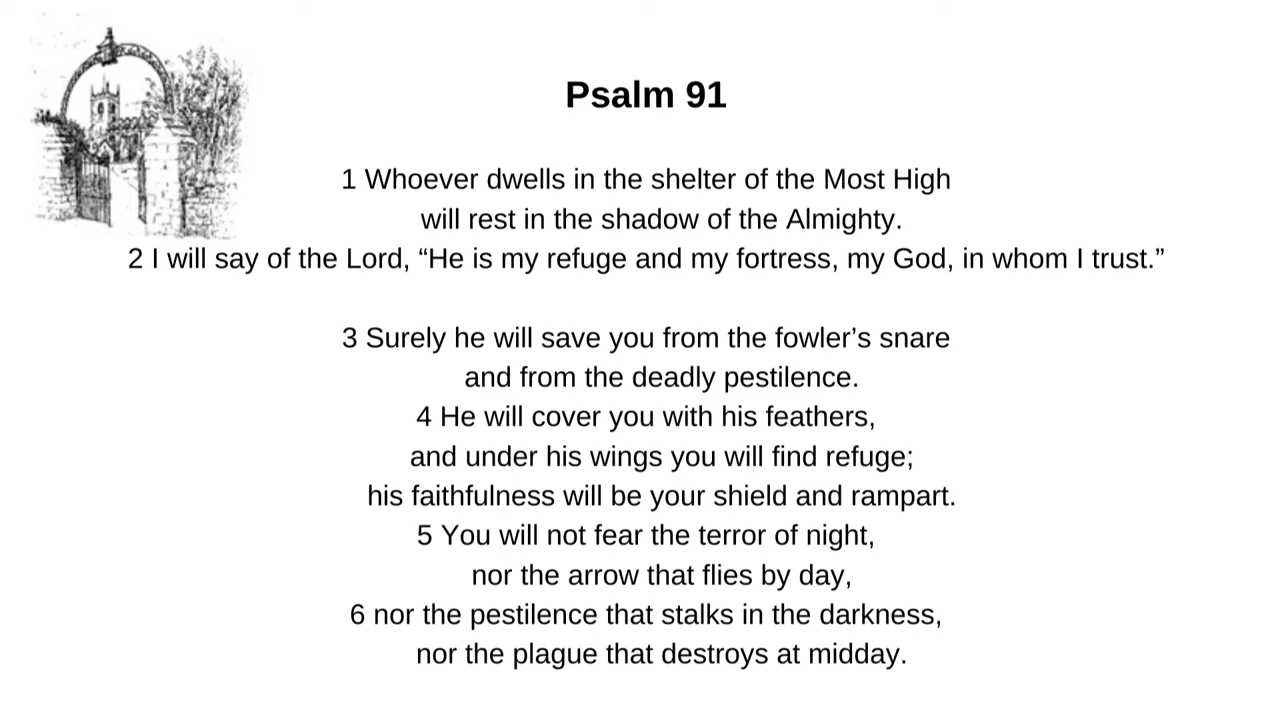 Psalm 91
1 Whoever dwells in the shelter of the Most High
will rest in the shadow of the Almighty.
2 I will say of the Lord, “He is my refuge and my fortress, my God, in whom I trust.”
3 Surely he will save you from the fowler’s snare
and from the deadly pestilence.
4 He will cover you with his feathers,
and under his wings you will find refuge;
his faithfulness will be your shield and rampart.
5 You will not fear the terror of night,
nor the arrow that flies by day,
6 nor the pestilence that stalks in the darkness,
nor the plague that destroys at midday.